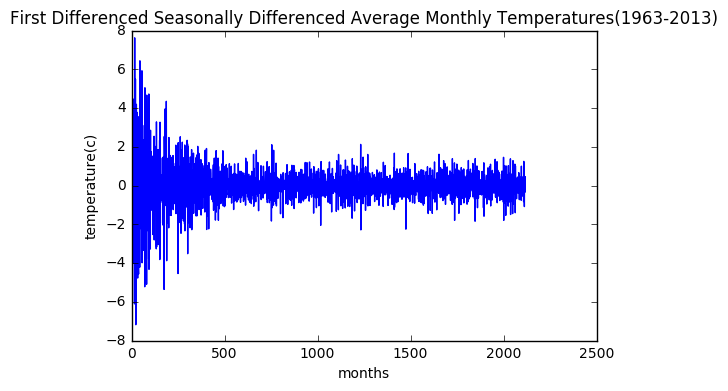 First Differenced Seasonally Differenced Average Monthly Temperatures(1963-2013)
8
6
4
2
0
−2
−4
−6
−8
temperature(c)
0 500 1000 1500 2000 2500
months